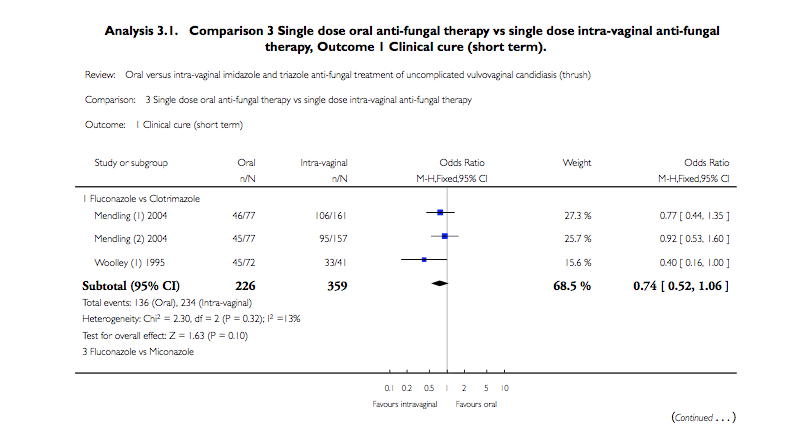 Analysis 3.1. Comparison 3 Single dose oral anti-fungal therapy vs single dose intra-vaginal anti-fungal
therapy, Outcome 1 Clinical cure (short term).
Review: Oral versus intra-vaginal imidazole and triazole anti-fungal treatment of uncomplicated vulvovaginal candidiasis (thrush)
Comparison: 3 Single dose oral anti-fungal therapy vs single dose intra-vaginal anti-fungal therapy
Outcome: 1 Clinical cure (short term)
Study or subgroup Oral Intra-vaginal Odds Ratio Weight Odds Ratio
n/N n/N M-H,Fixed,95% CI M-H,Fixed,95% CI
1 Fluconazole vs Clotrimazole
Mendling (1) 2004 46/77 106/161 27.3 % 0.77 [ 0.44, 1.35 ]
Mendling (2) 2004 45/77 95/157 25.7 % 0.92 [ 0.53, 1.60 ]
Woolley (1) 1995 45/72 33/41 15.6 % 0.40 [ 0.16, 1.00 ]
Subtotal (95% CI) 226 359 68.5 % 0.74 [ 0.52, 1.06 ]
Total events: 136 (Oral), 234 (Intra-vaginal)
Heterogeneity: Chi² = 2.30, df = 2 (P = 0.32); I² =13%
Test for overall effect: Z = 1.63 (P = 0.10)
3 Fluconazole vs Miconazole
0.1 0.2 0.5 1 2 5 10
Favours intravaginal Favours oral
(Continued . . . )